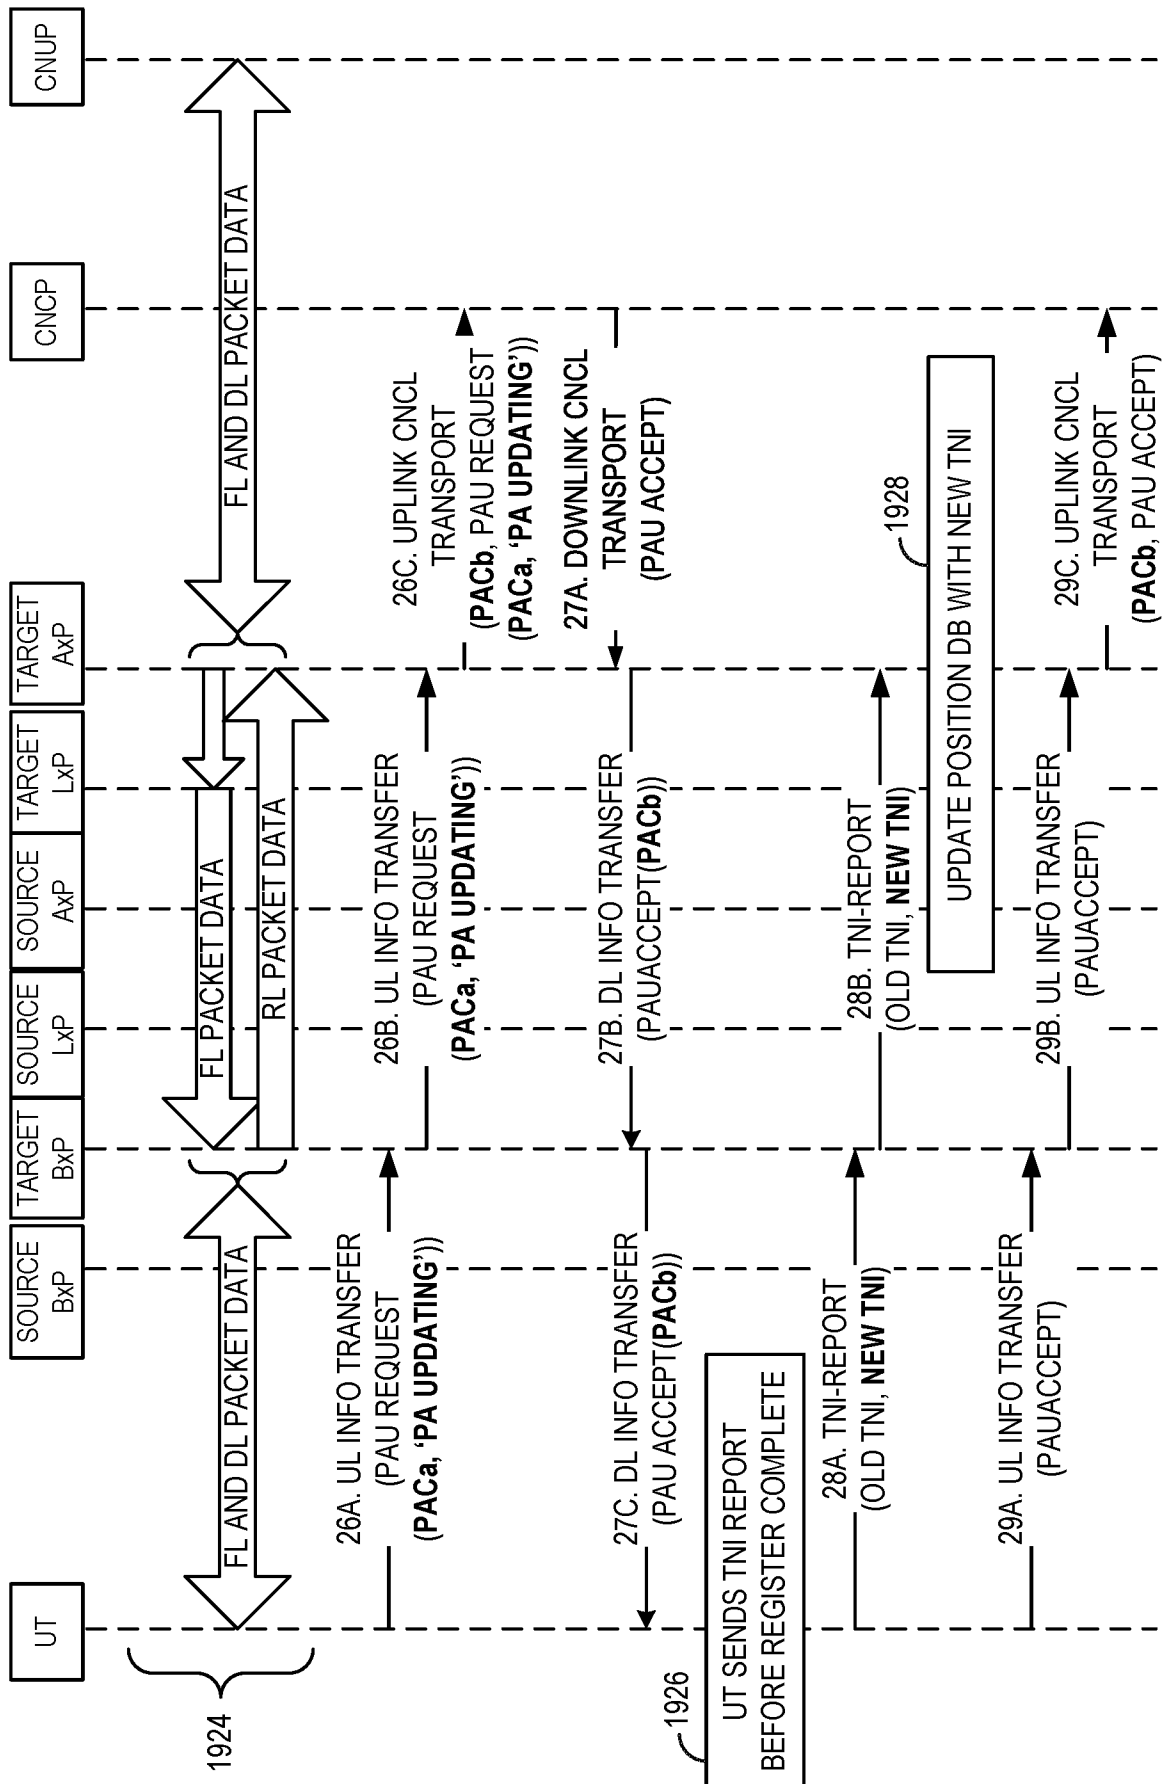 UT
SOURCE
BxP
TARGET
BxP
SOURCE
LxP
SOURCE
AxP
TARGET
LxP
TARGET
AxP
CNCP
CNUP
1924
FL AND DL PACKET DATA
FL PACKET DATA
RL PACKET DATA
FL AND DL PACKET DATA
26A. UL INFO TRANSFER
(PAU REQUEST
(PACa, ‘PA UPDATING’))
26B. UL INFO TRANSFER
(PAU REQUEST
(PACa, ‘PA UPDATING’))
26C. UPLINK CNCL
TRANSPORT
(PACb, PAU REQUEST
(PACa, ‘PA UPDATING’))
27A. DOWNLINK CNCL
TRANSPORT
(PAU ACCEPT)
27B. DL INFO TRANSFER
(PAUACCEPT(PACb))
27C. DL INFO TRANSFER
(PAU ACCEPT(PACb))
1926
UT SENDS TNI REPORT
BEFORE REGISTER COMPLETE
28A. TNI-REPORT
(OLD TNI, NEW TNI)
28B. TNI-REPORT
(OLD TNI, NEW TNI)
1928
UPDATE POSITION DB WITH NEW TNI
29A. UL INFO TRANSFER
(PAUACCEPT)
29B. UL INFO TRANSFER
(PAUACCEPT)
29C. UPLINK CNCL
TRANSPORT
(PACb, PAU ACCEPT)